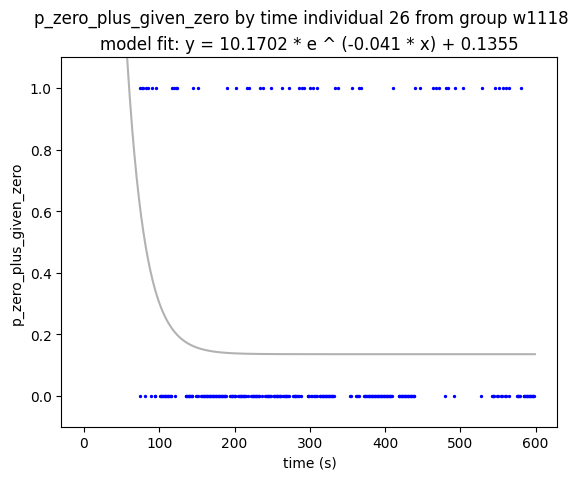 p_zero_plus_given_zero by time individual 26 from group w1118
model fit: y = 10.1702 * e ^ (-0.041 * x) + 0.1355
p_zero_plus_given_zero
1.0
0.8
0.6
0.4
0.2
0.0
0 100 200 300 400 500 600
time (s)